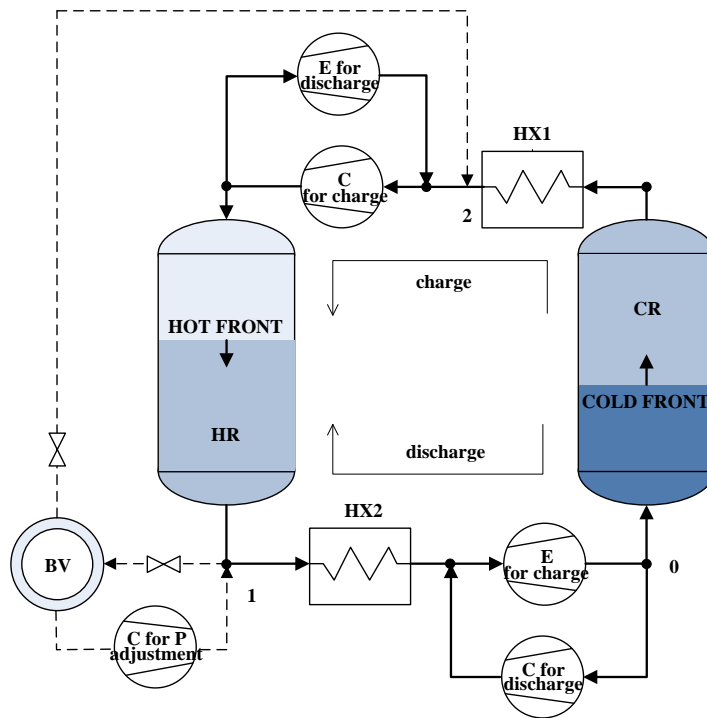 E for
discharge
HX1
C
for charge
2
charge
CR
HOT FRONT
COLD FRONT
HR
discharge
HX2
BV
E
for charge
1
0
C for P
adjustment
C for
discharge